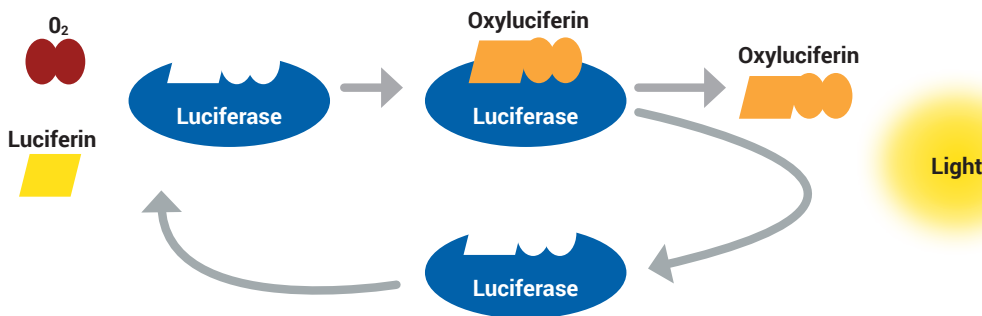 O₂
Luciferin
Luciferase
Oxyluciferin
Luciferase
Oxyluciferin
Light
Luciferase